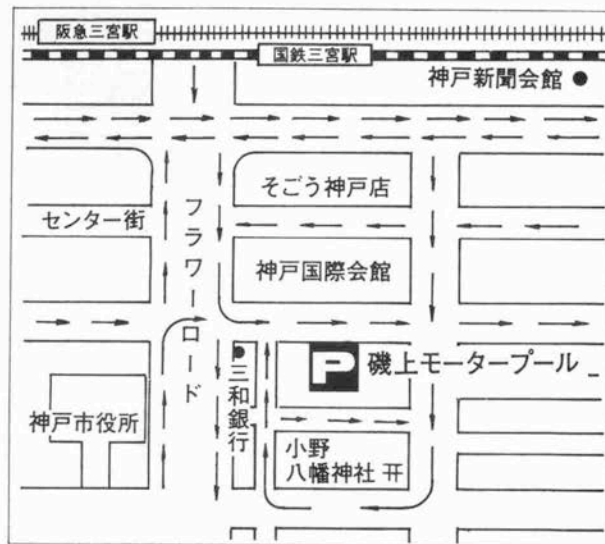 阪急三宮駅
国鉄三宮駅
神戸新聞会館
そごう神戸店
センター街
フラワーロード
神戸国際会館
P
磯上モータープール
三和銀行
神戸市役所
小野
八幡神社